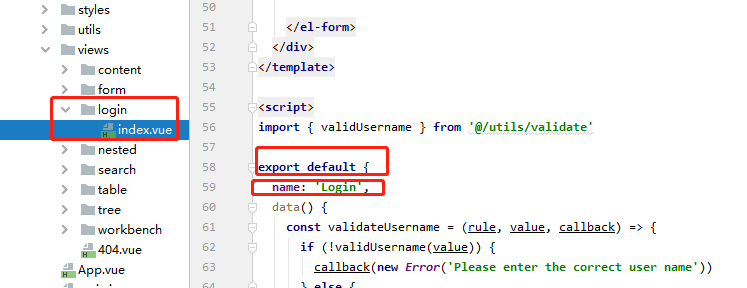 styles
utils
views
content
form
login
index.vue
nested
search
table
tree
workbench
404.vue
App.vue
50
51 </el-form>
52 </div>
53 </template>
54
55 <script>
56 import { validUsername } from '@/utils/validate'
57
58 export default {
59 name: 'Login',
60 data() {
61 const validateUsername = (rule, value, callback) => {
62 if (!validUsername(value)) {
63 callback(new Error('Please enter the correct user name'))
64 } else {